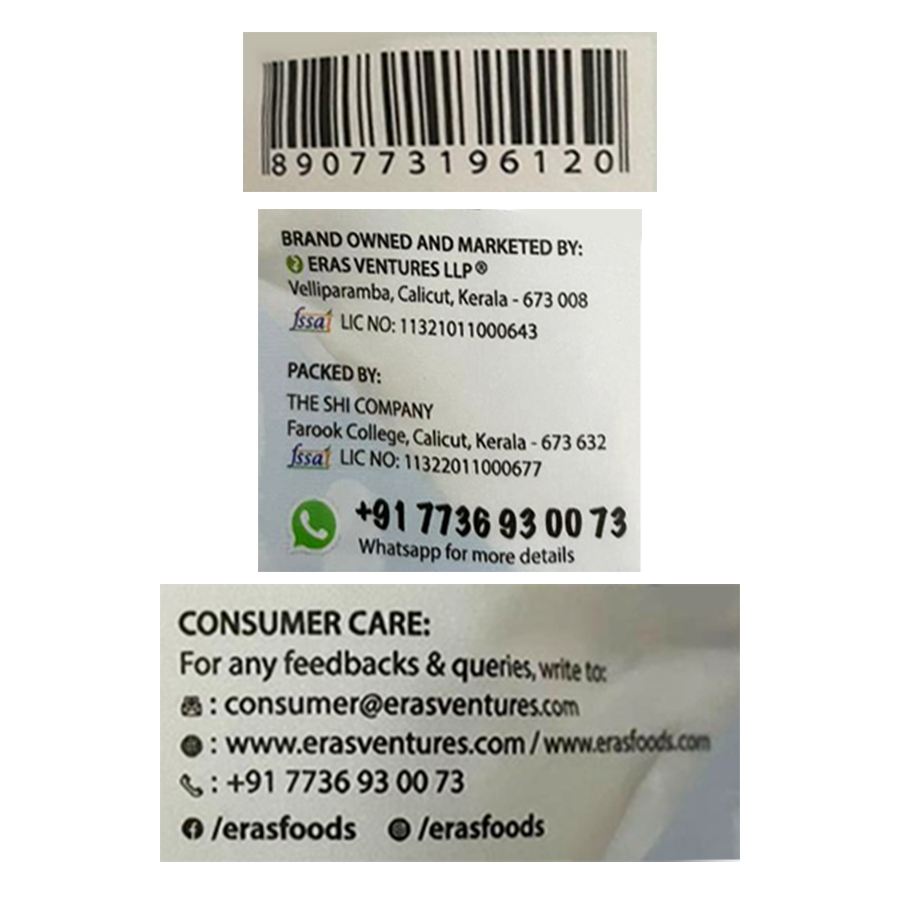 890773196120
BRAND OWNED AND MARKETED BY:
ERAS VENTURES LLP®
Velliparamba, Calicut, Kerala - 673 008
fssai LIC NO: 11321011000643
PACKED BY:
THE SHI COMPANY
Farook College, Calicut, Kerala - 673 632
fssai LIC NO: 11322011000677
+91 7736 93 00 73
Whatsapp for more details
CONSUMER CARE:
For any feedbacks & queries, write to:
: consumer@erasventures.com
: www.erasventures.com / www.erasfoods.com
: +91 7736 93 00 73
/erasfoods /erasfoods